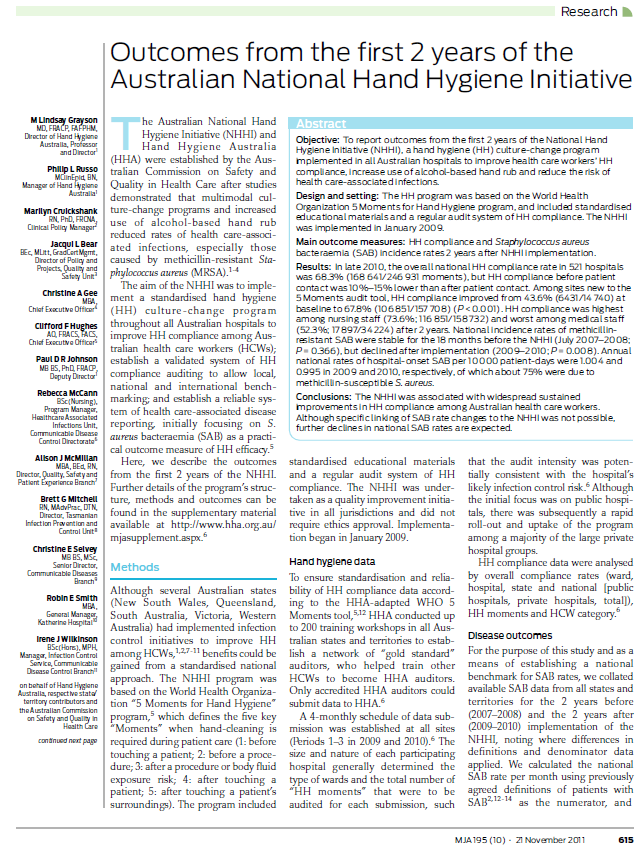 Research
Outcomes from the first 2 years of the
Australian National Hand Hygiene Initiative
M Lindsay Grayson
MD, FRACP, FAFPHM,
Director of Hand Hygiene
Australia, Professor
and Director1
Philip L Russo
MClinEpid, BN,
Manager of Hand Hygiene
Australia1
Marilyn Cruickshank
RN, PhD, FRCNA,
Clinical Policy Manager2
Jacqui L Bear
BEc, MLitt, GradCertMgmt,
Director of Policy and
Projects, Quality and
Safety Unit3
Christine A Gee
MBA,
Chief Executive Officer4
Clifford F Hughes
AO, FRACS, FACS,
Chief Executive Officer5
Paul D R Johnson
MB BS, PhD, FRACP,
Deputy Director1
Rebecca McCann
BSc(Nursing),
Program Manager,
Healthcare Associated
Infections Unit,
Communicable Disease
Control Directorate6
Alison J McMillan
MBA, BEd, RN,
Director, Quality, Safety and
Patient Experience Branch7
Brett G Mitchell
RN, MAdvPrac, DTN,
Director, Tasmanian
Infection Prevention and
Control Unit8
Christine E Selvey
MB BS, MSc,
Senior Director,
Communicable Diseases
Branch9
Robin E Smith
MBA,
General Manager,
Katherine Hospital10
Irene J Wilkinson
BSc(Hons), MPH,
Manager, Infection Control
Service, Communicable
Disease Control Branch11
on behalf of Hand Hygiene
Australia, respective state/
territory contributors and
the Australian Commission
on Safety and Quality in
Health Care
continued next page
The Australian National Hand
Hygiene Initiative (NHHI) and
Hand Hygiene Australia
(HHA) were established by the Aus-
tralian Commission on Safety and
Quality in Health Care after studies
demonstrated that multimodal cul-
ture-change programs and increased
use of alcohol-based hand rub
reduced rates of health care-associ-
ated infections, especially those
caused by methicillin-resistant Sta-
phylococcus aureus (MRSA).1-4
The aim of the NHHI was to imple-
ment a standardised hand hygiene
(HH) culture-change program
throughout all Australian hospitals to
improve HH compliance among Aus-
tralian health care workers (HCWs);
establish a validated system of HH
compliance auditing to allow local,
national and international bench-
marking; and establish a reliable sys-
tem of health care-associated disease
reporting, initially focusing on S.
aureus bacteraemia (SAB) as a practi-
cal outcome measure of HH efficacy.5
Here, we describe the outcomes
from the first 2 years of the NHHI.
Further details of the program's struc-
ture, methods and outcomes can be
found in the supplementary material
available at http://www.hha.org.au/
mjasupplement.aspx.6
Methods
Although several Australian states
(New South Wales, Queensland,
South Australia, Victoria, Western
Australia) had implemented infection
control initiatives to improve HH
among HCWs,1,2,7-11 benefits could be
gained from a standardised national
approach. The NHHI program was
based on the World Health Organiza-
tion "5 Moments for Hand Hygiene"
program,5 which defines the five key
"Moments" when hand-cleaning is
required during patient care (1: before
touching a patient; 2: before a proce-
dure; 3: after a procedure or body fluid
exposure risk; 4: after touching a
patient; 5: after touching a patient's
surroundings). The program included
Abstract
Objective: To report outcomes from the first 2 years of the National Hand
Hygiene Initiative (NHHI), a hand hygiene (HH) culture-change program
implemented in all Australian hospitals to improve health care workers' HH
compliance, increase use of alcohol-based hand rub and reduce the risk of
health care-associated infections.
Design and setting: The HH program was based on the World Health
Organization 5 Moments for Hand Hygiene program, and included standardised
educational materials and a regular audit system of HH compliance. The NHHI
was implemented in January 2009.
Main outcome measures: HH compliance and Staphylococcus aureus
bacteraemia (SAB) incidence rates 2 years after NHHI implementation.
Results: In late 2010, the overall national HH compliance rate in 521 hospitals
was 68.3% (168 641/246 931 moments), but HH compliance before patient
contact was 10%–15% lower than after patient contact. Among sites new to the
5 Moments audit tool, HH compliance improved from 43.6% (6431/14 740) at
baseline to 67.8% (106 851/157 708) (P < 0.001). HH compliance was highest
among nursing staff (73.6%; 116 851/158 732) and worst among medical staff
(52.3%; 17 897/34 224) after 2 years. National incidence rates of methicillin-
resistant SAB were stable for the 18 months before the NHHI (July 2007–2008;
P = 0.366), but declined after implementation (2009–2010; P = 0.008). Annual
national rates of hospital-onset SAB per 10 000 patient-days were 1.004 and
0.995 in 2009 and 2010, respectively, of which about 75% were due to
methicillin-susceptible S. aureus.
Conclusions: The NHHI was associated with widespread sustained
improvements in HH compliance among Australian health care workers.
Although specific linking of SAB rate changes to the NHHI was not possible,
further declines in national SAB rates are expected.
standardised educational materials
and a regular audit system of HH
compliance. The NHHI was under-
taken as a quality improvement initia-
tive in all jurisdictions and did not
require ethics approval. Implementa-
tion began in January 2009.
Hand hygiene data
To ensure standardisation and relia-
bility of HH compliance data accord-
ing to the HHA-adapted WHO 5
Moments tool,5,12 HHA conducted up
to 200 training workshops in all Aus-
tralian states and territories to estab-
lish a network of "gold standard"
auditors, who helped train other
HCWs to become HHA auditors.
Only accredited HHA auditors could
submit data to HHA.6
A 4-monthly schedule of data sub-
mission was established at all sites
(Periods 1–3 in 2009 and 2010).6 The
size and nature of each participating
hospital generally determined the
type of wards and the total number of
"HH moments" that were to be
audited for each submission, such
that the audit intensity was poten-
tially consistent with the hospital's
likely infection control risk.6 Although
the initial focus was on public hospi-
tals, there was subsequently a rapid
roll-out and uptake of the program
among a majority of the large private
hospital groups.
HH compliance data were analysed
by overall compliance rates (ward,
hospital, state and national [public
hospitals, private hospitals, total]),
HH moments and HCW category.6
Disease outcomes
For the purpose of this study and as a
means of establishing a national
benchmark for SAB rates, we collated
available SAB data from all states and
territories for the 2 years before
(2007–2008) and the 2 years after
(2009–2010) implementation of the
NHHI, noting where differences in
definitions and denominator data
applied. We calculated the national
SAB rate per month using previously
agreed definitions of patients with
SAB2,12-14 as the numerator, and
MJA 195 (10) · 21 November 2011
615